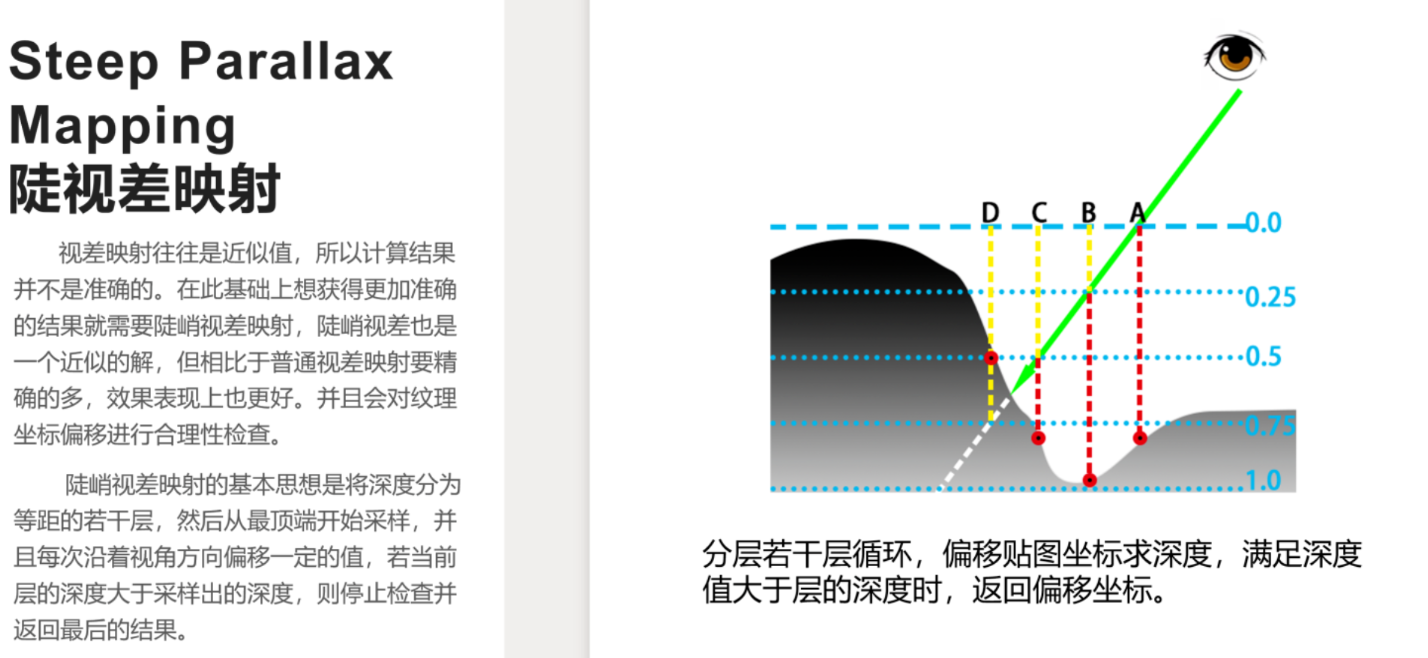 Steep Parallax
Mapping
陡视差映射
视差映射往往是近似值，所以计算结果
并不是准确的。在此基础上想获得更加准确
的结果就需要陡峭视差映射，陡峭视差也是
一个近似的解，但相比于普通视差映射要精
确的多，效果表现上也更好。并且会对纹理
坐标偏移进行合理性检查。
陡峭视差映射的基本思想是将深度分为
等距的若干层，然后从最顶端开始采样，并
且每次沿着视角方向偏移一定的值，若当前
层的深度大于采样出的深度，则停止检查并
返回最后的结果。
D C B A
0.0
0.25
0.5
0.75
1.0
分层若干层循环，偏移贴图坐标求深度，满足深度
值大于层的深度时，返回偏移坐标。